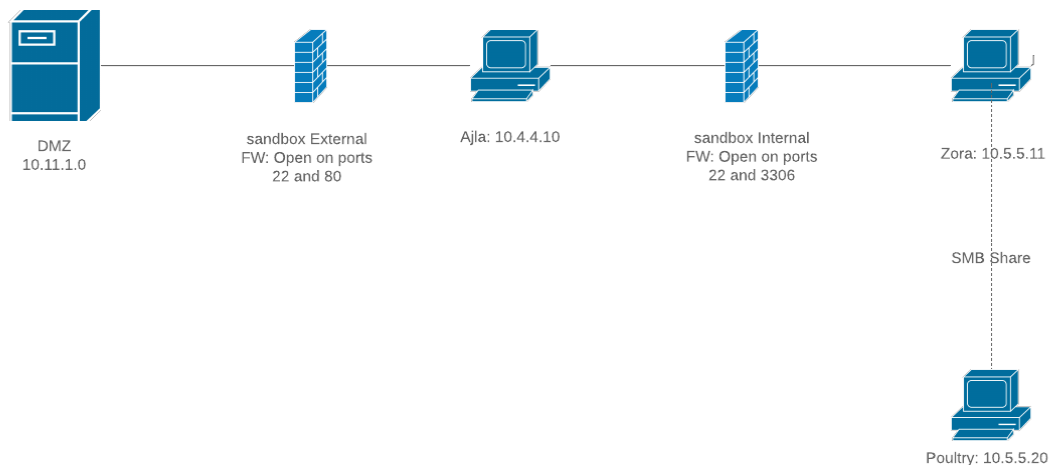 DMZ
10.11.1.0
sandbox External
FW: Open on ports
22 and 80
Ajla: 10.4.4.10
sandbox Internal
FW: Open on ports
22 and 3306
Zora: 10.5.5.11
SMB Share
Poultry: 10.5.5.20